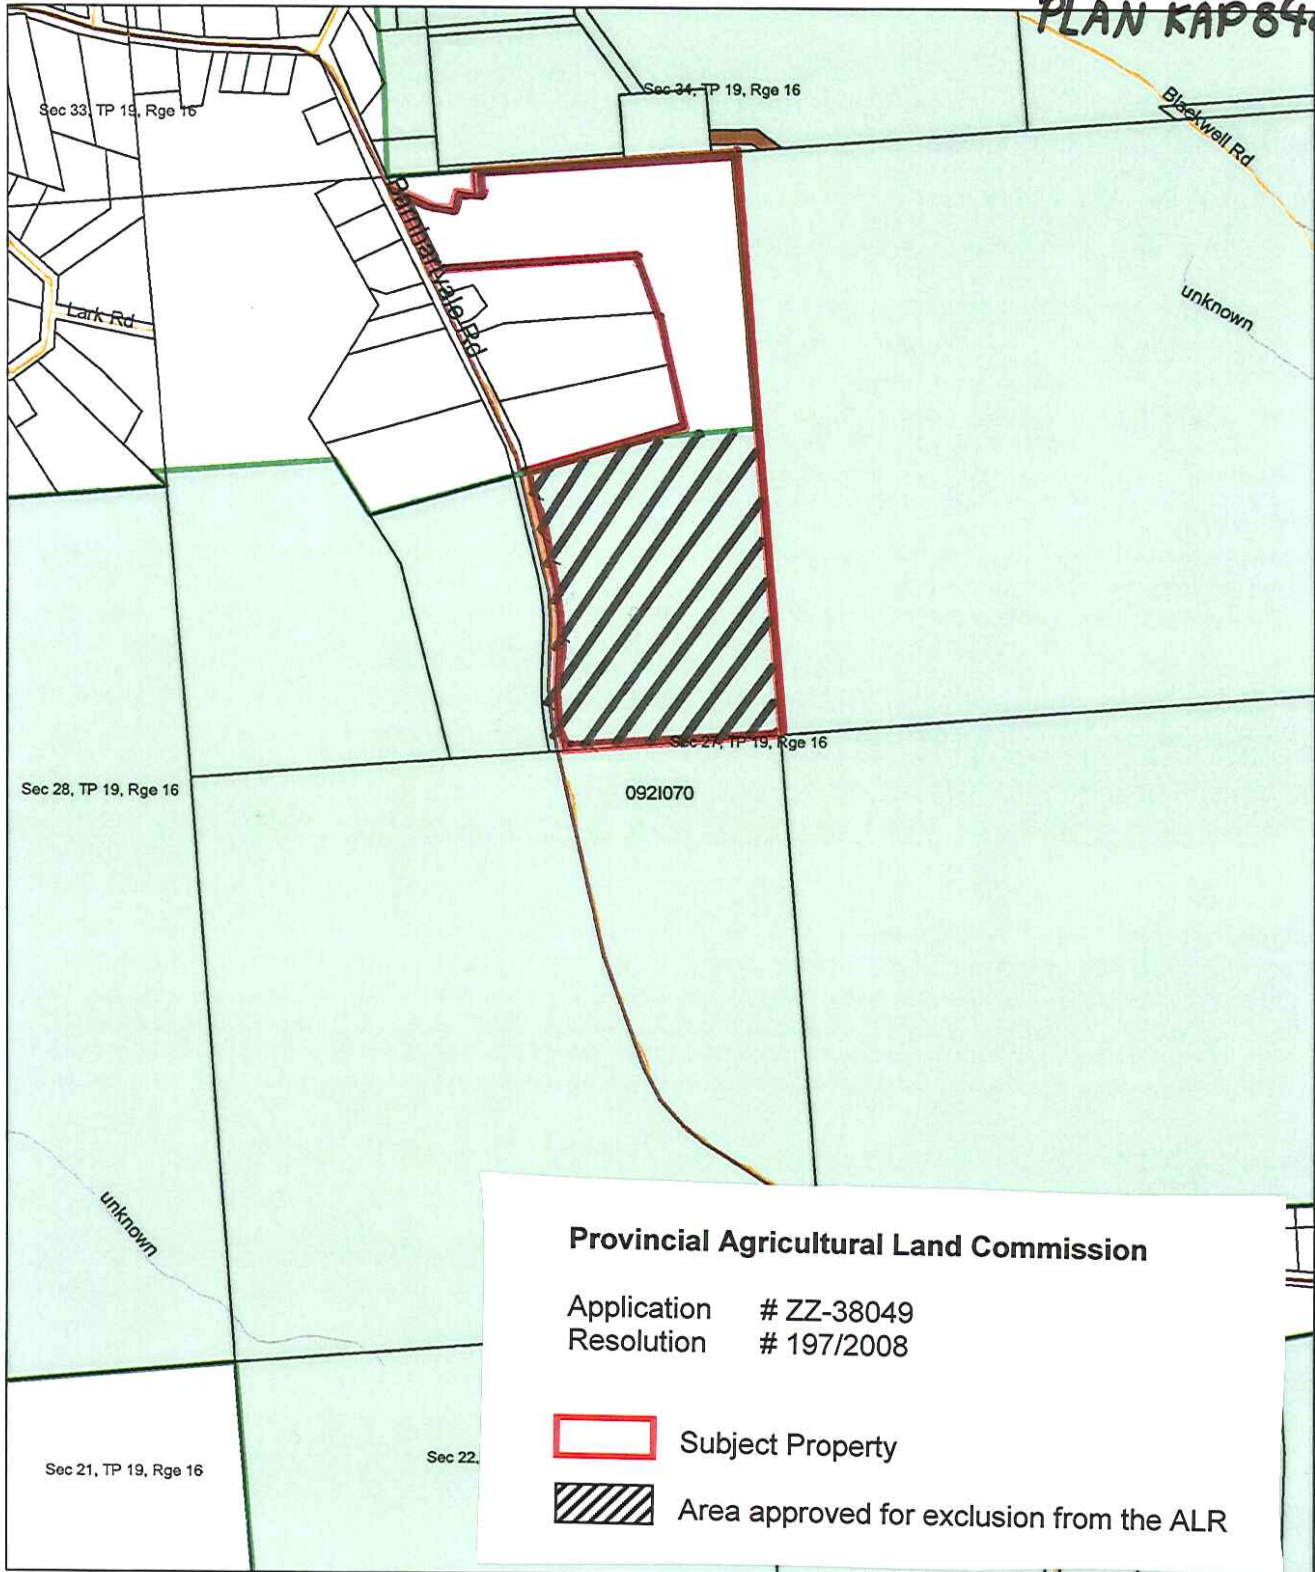 PLAN KAP84
Sec 34, TP 19, Rge 16
Sec 33, TP 19, Rge 16
Blackwell Rd
Barnhartvale Rd
unknown
Lark Rd
Sec 27, TP 19, Rge 16
Sec 28, TP 19, Rge 16
092I070
unknown
Provincial Agricultural Land Commission
Application # ZZ-38049
Resolution # 197/2008
Subject Property
Sec 22,
Sec 21, TP 19, Rge 16
Area approved for exclusion from the ALR